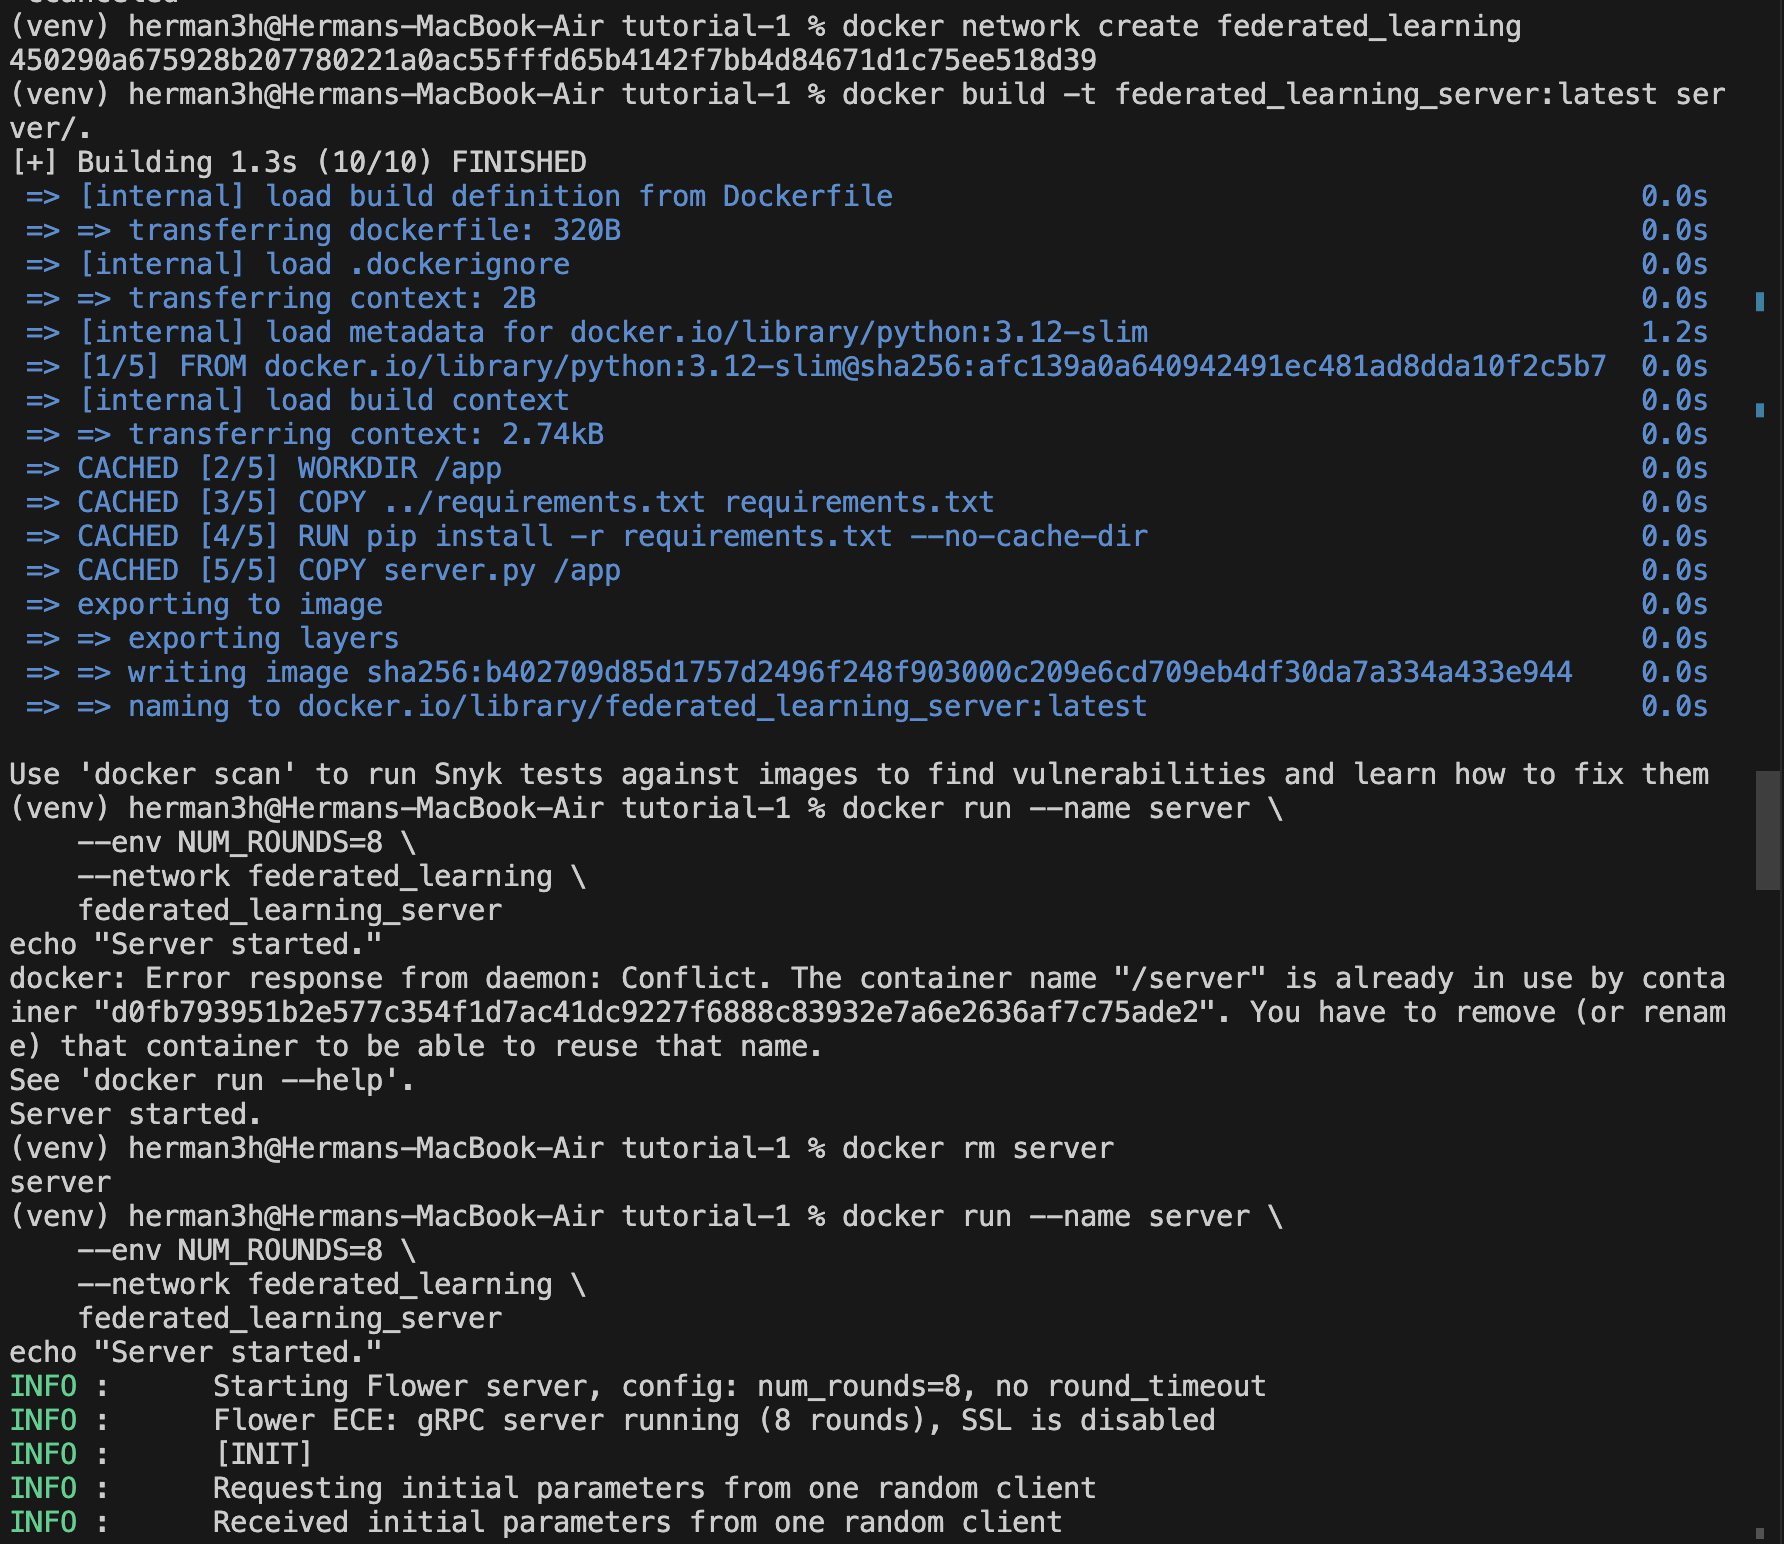 (venv) herman3h@Hermans-MacBook-Air tutorial-1 % docker network create federated_learning
450290a675928b207780221a0ac55fffd65b4142f7bb4d84671d1c75ee518d39
(venv) herman3h@Hermans-MacBook-Air tutorial-1 % docker build -t federated_learning_server:latest ser
ver/.
[+] Building 1.3s (10/10) FINISHED
=> [internal] load build definition from Dockerfile 0.0s
=> => transferring dockerfile: 320B 0.0s
=> [internal] load .dockerignore 0.0s
=> => transferring context: 2B 0.0s
=> [internal] load metadata for docker.io/library/python:3.12-slim 1.2s
=> [1/5] FROM docker.io/library/python:3.12-slim@sha256:afc139a0a640942491ec481ad8dda10f2c5b7 0.0s
=> [internal] load build context 0.0s
=> => transferring context: 2.74kB 0.0s
=> CACHED [2/5] WORKDIR /app 0.0s
=> CACHED [3/5] COPY ../requirements.txt requirements.txt 0.0s
=> CACHED [4/5] RUN pip install -r requirements.txt --no-cache-dir 0.0s
=> CACHED [5/5] COPY server.py /app 0.0s
=> exporting to image 0.0s
=> => exporting layers 0.0s
=> => writing image sha256:b402709d85d1757d2496f248f903000c209e6cd709eb4df30da7a334a433e944 0.0s
=> => naming to docker.io/library/federated_learning_server:latest 0.0s
Use 'docker scan' to run Snyk tests against images to find vulnerabilities and learn how to fix them
(venv) herman3h@Hermans-MacBook-Air tutorial-1 % docker run --name server \
--env NUM_ROUNDS=8 \
--network federated_learning \
federated_learning_server
echo "Server started."
docker: Error response from daemon: Conflict. The container name "/server" is already in use by conta
iner "d0fb793951b2e577c354f1d7ac41dc9227f6888c83932e7a6e2636af7c75ade2". You have to remove (or renam
e) that container to be able to reuse that name.
See 'docker run --help'.
Server started.
(venv) herman3h@Hermans-MacBook-Air tutorial-1 % docker rm server
server
(venv) herman3h@Hermans-MacBook-Air tutorial-1 % docker run --name server \
--env NUM_ROUNDS=8 \
--network federated_learning \
federated_learning_server
echo "Server started."
INFO : Starting Flower server, config: num_rounds=8, no round_timeout
INFO : Flower ECE: gRPC server running (8 rounds), SSL is disabled
INFO : [INIT]
INFO : Requesting initial parameters from one random client
INFO : Received initial parameters from one random client